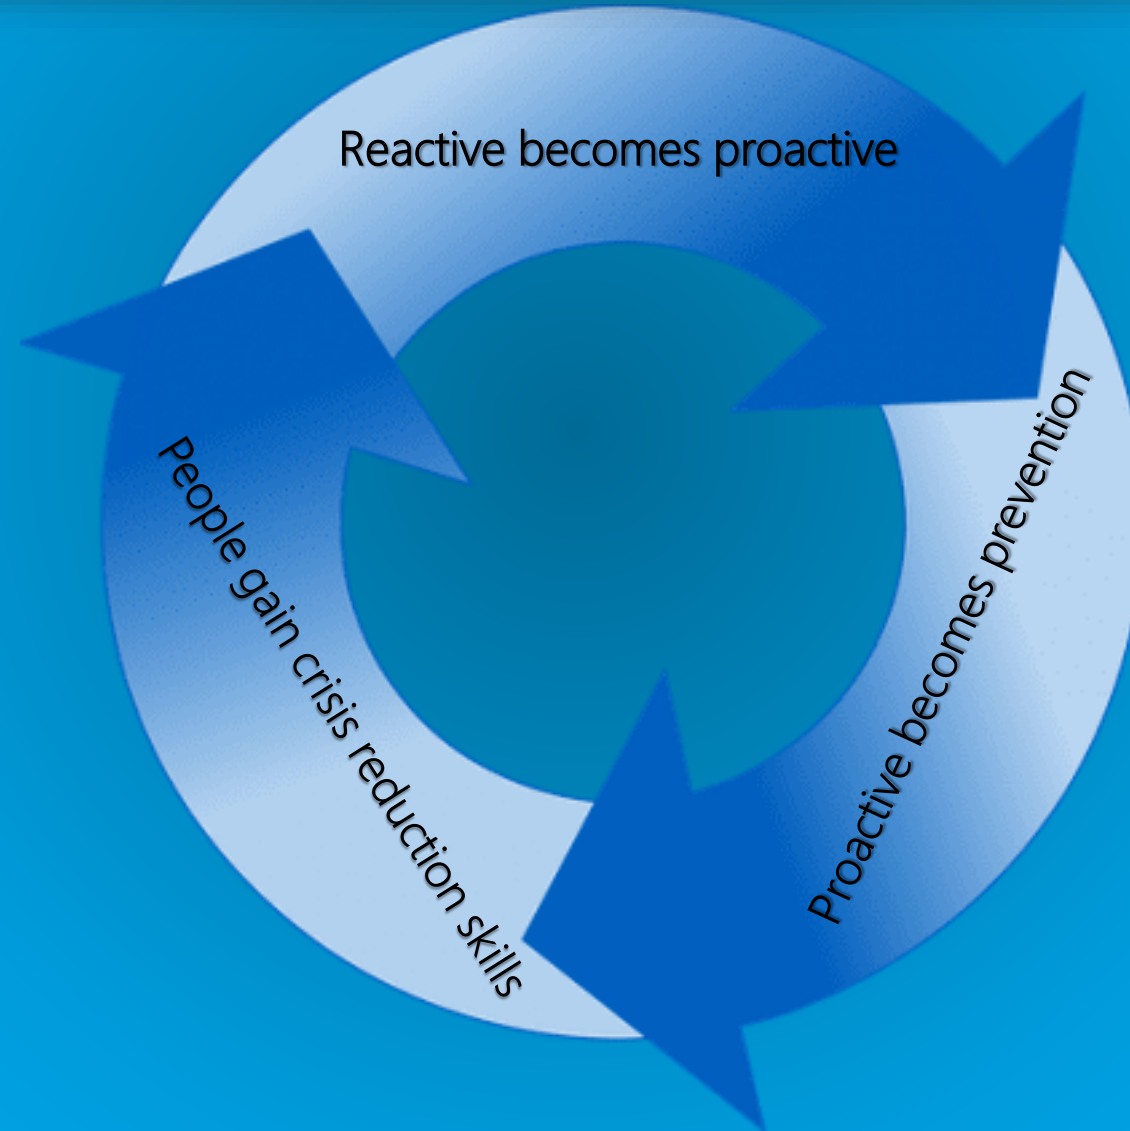 Reactive becomes proactive
Proactive becomes prevention
People gain crisis reduction skills